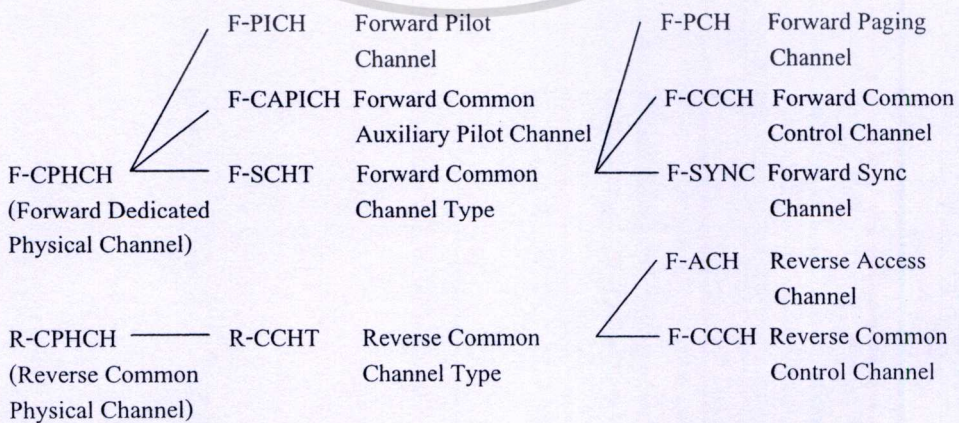 F-PICH Forward Pilot
Channel
F-CAPICH Forward Common
Auxiliary Pilot Channel
F-CPHCH
(Forward Dedicated
Physical Channel)
F-SCHT Forward Common
Channel Type
F-PCH Forward Paging
Channel
F-CCCH Forward Common
Control Channel
F-SYNC Forward Sync
Channel
R-CPHCH
(Reverse Common
Physical Channel)
R-CCHT Reverse Common
Channel Type
F-ACH Reverse Access
Channel
F-CCCH Reverse Common
Control Channel